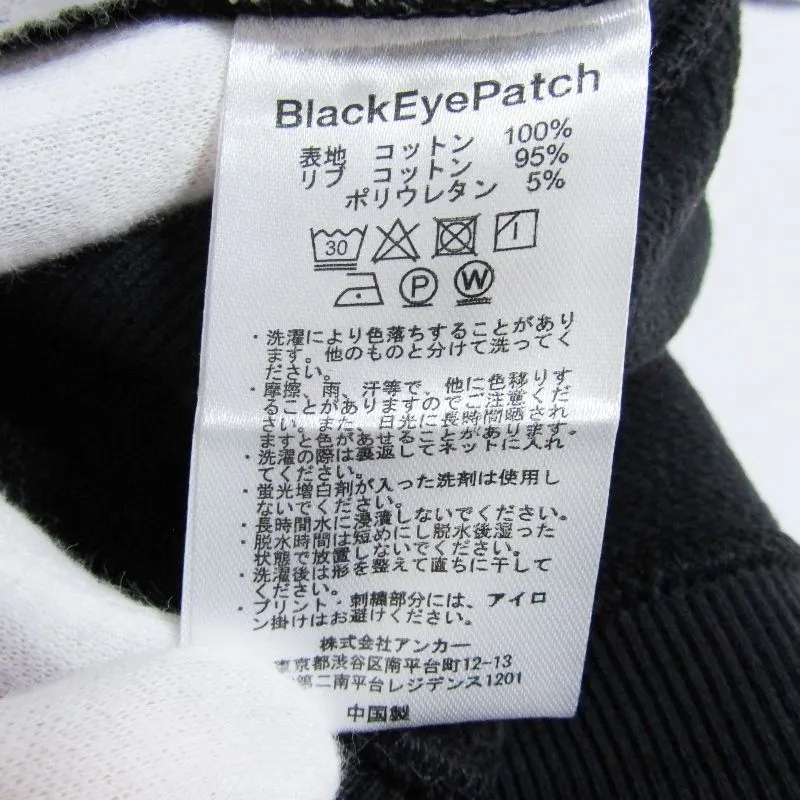 BlackEyePatch
表地 コットン 100%
リブ コットン 95%
ポリウレタン 5%
30
P W
・洗濯により色落ちすることがあり
ます。他のものと分けて洗ってく
ださい。
・摩擦、雨、汗等で、他に色移りす
ることがありますのでご注意くだ
さい。また、日光に長時間晒され
ますと色があせることがあります。
・洗濯の際は裏返してネットに入れ
てください。
・蛍光増白剤が入った洗剤は使用し
ないでください。
・長時間水に浸漬しないでください。
・脱水時間は短めにし脱水後湿った
状態で放置しないでください。
・洗濯後は形を整えて直ちに干して
ください。
・プリント・刺繍部分には、アイロ
ン掛けはお避けください。
株式会社アンカー
東京都渋谷区南平台町12-13
第二南平台レジデンス1201
中国製